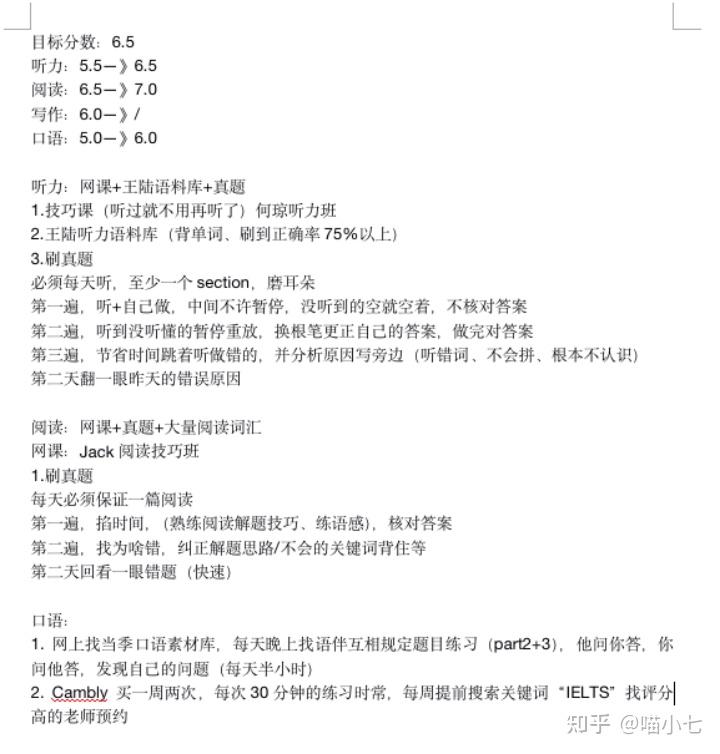 目标分数：6.5
听力：5.5—》6.5
阅读：6.5—》7.0
写作：6.0—》/
口语：5.0—》6.0
听力：网课+王陆语料库+真题
1.技巧课（听过就不用再听了）何琼听力班
2.王陆听力语料库（背单词、刷到正确率 75%以上）
3.刷真题
必须每天听，至少一个 section，磨耳朵
第一遍，听+自己做，中间不许暂停，没听到的空就空着，不核对答案
第二遍，听到没听懂的暂停重放，换根笔更正自己的答案，做完对答案
第三遍，节省时间跳着听做错的，并分析原因写旁边（听错词、不会拼、根本不认识）
第二天翻一眼昨天的错误原因
阅读：网课+真题+大量阅读词汇
网课：Jack 阅读技巧班
1.刷真题
每天必须保证一篇阅读
第一遍，掐时间，（熟练阅读解题技巧、练语感），核对答案
第二遍，找为啥错，纠正解题思路/不会的关键词背住等
第二天回看一眼错题（快速）
口语：
1. 网上找当季口语素材库，每天晚上找语伴互相规定题目练习（part2+3），他问你答，你
问他答，发现自己的问题（每天半小时）
2. Cambly 买一周两次，每次 30 分钟的练习时常，每周提前搜索关键词“IELTS”找评分
高的老师预约
知乎 @喵小七